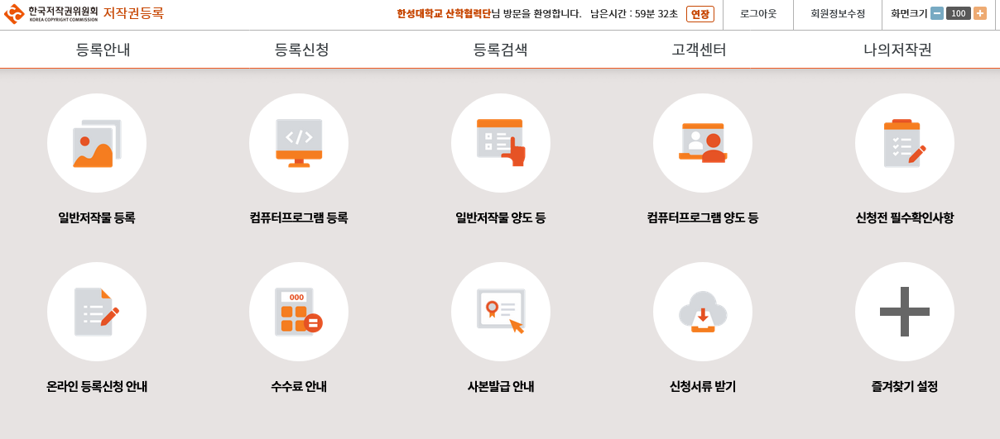 한국저작권위원회 저작권등록
KOREA COPYRIGHT COMMISSION
한성대학교 산학협력단님 방문을 환영합니다. 남은시간 : 59분 32초 연장 로그아웃 회원정보수정 화면크기 - 100 +
등록안내 등록신청 등록검색 고객센터 나의저작권
</>
일반저작물 등록 컴퓨터프로그램 등록 일반저작물 양도 등 컴퓨터프로그램 양도 등 신청전 필수확인사항
000
온라인 등록신청 안내 수수료 안내 사본발급 안내 신청서류 받기 즐겨찾기 설정